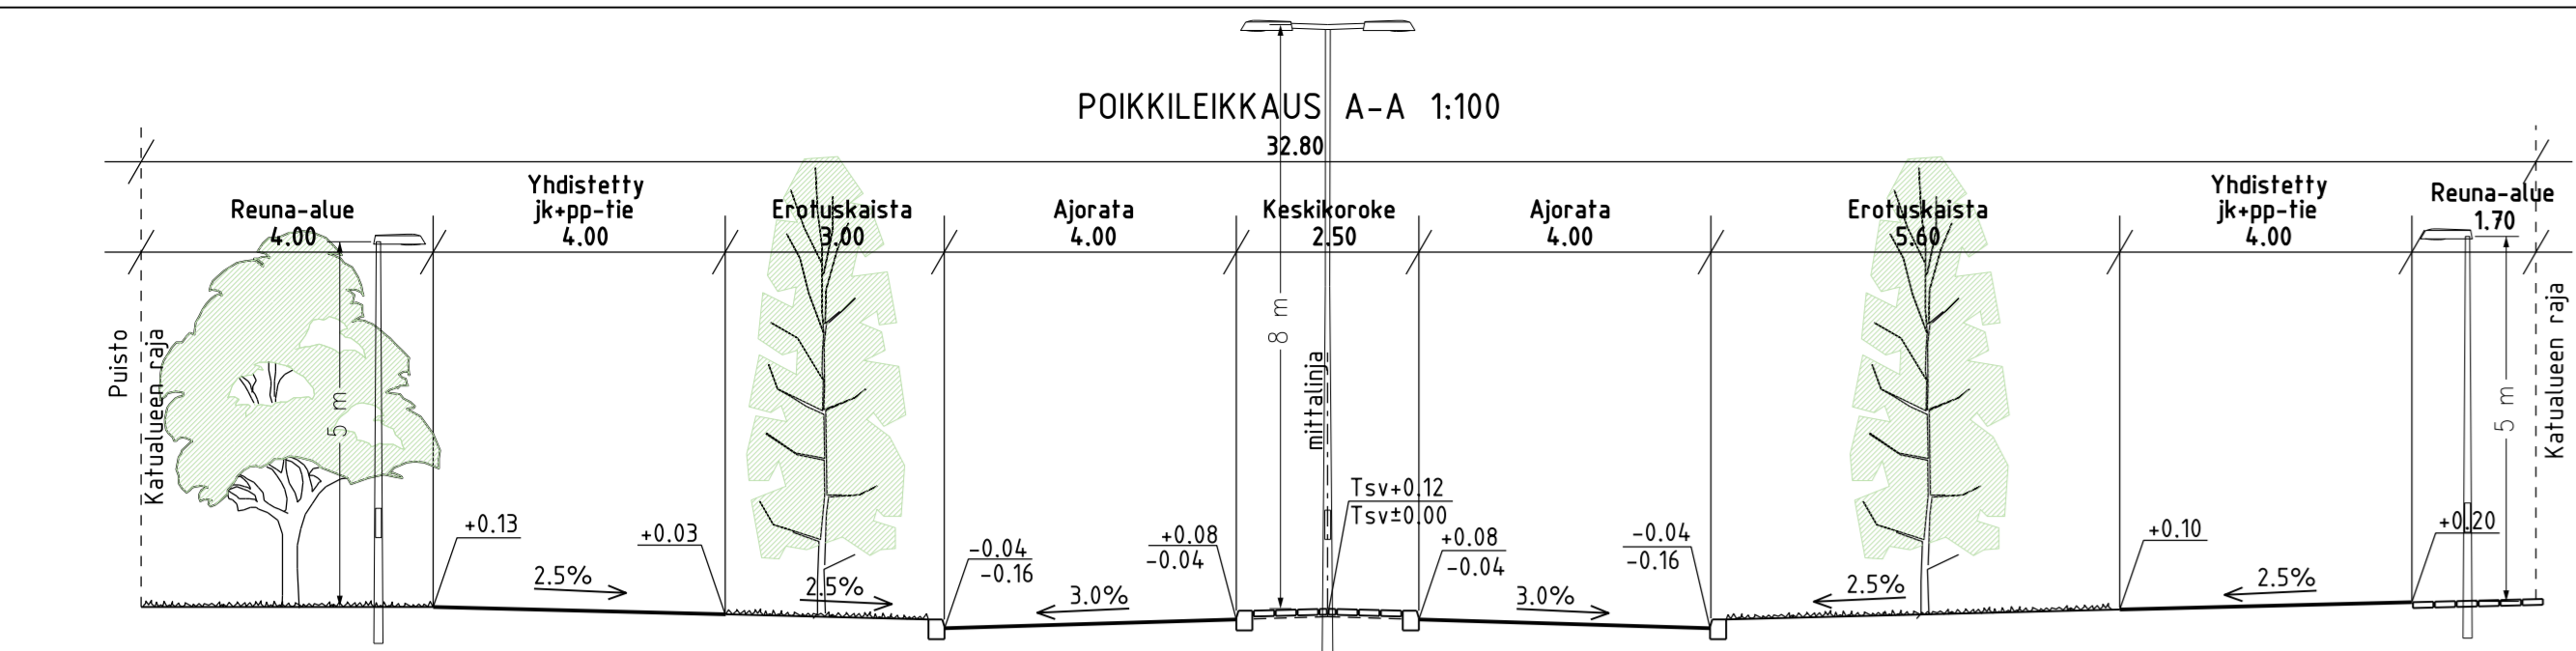 POIKKILEIKKAUS A-A 1:100
32.80
Reuna-alue
4.00
Yhdistetty
jk+pp-tie
4.00
Erotuskaista
3.00
Ajorata
4.00
Keskikoroke
2.50
Ajorata
4.00
Erotuskaista
5.60
Yhdistetty
jk+pp-tie
4.00
Reuna-alue
1.70
Puisto
Katualueen raja
5 m
8 m
mittalinja
5 m
Katualueen raja
+0.13
+0.03
-0.04
-0.16
+0.08
-0.04
Tsv+0.12
Tsv±0.00
+0.08
-0.04
-0.04
-0.16
+0.10
+0.20
2.5%
2.5%
3.0%
3.0%
2.5%
2.5%